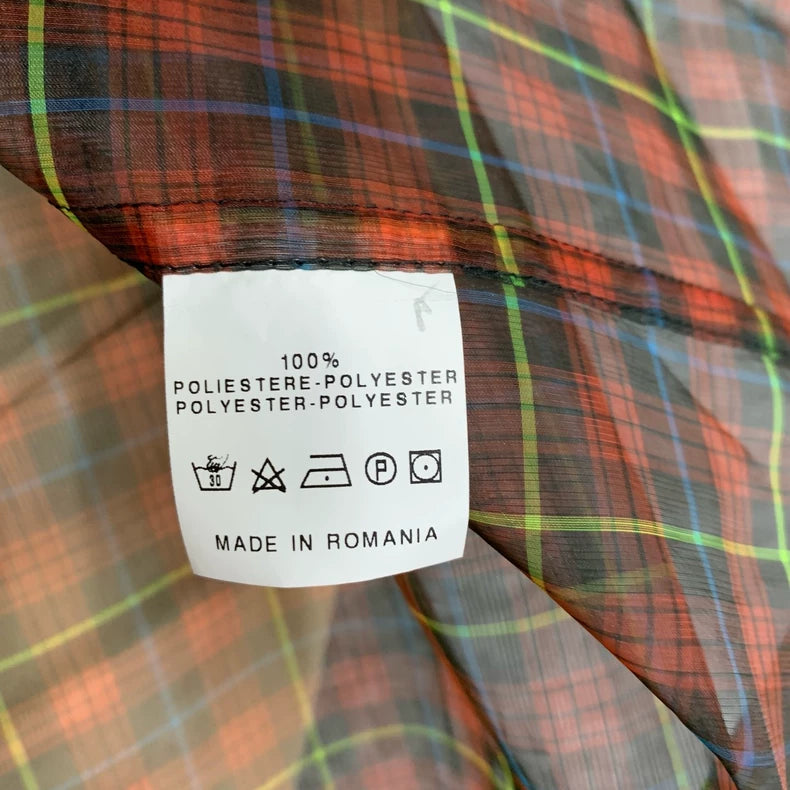 100%
POLIESTERE-POLYESTER
POLYESTER-POLYESTER
30
P
MADE IN ROMANIA